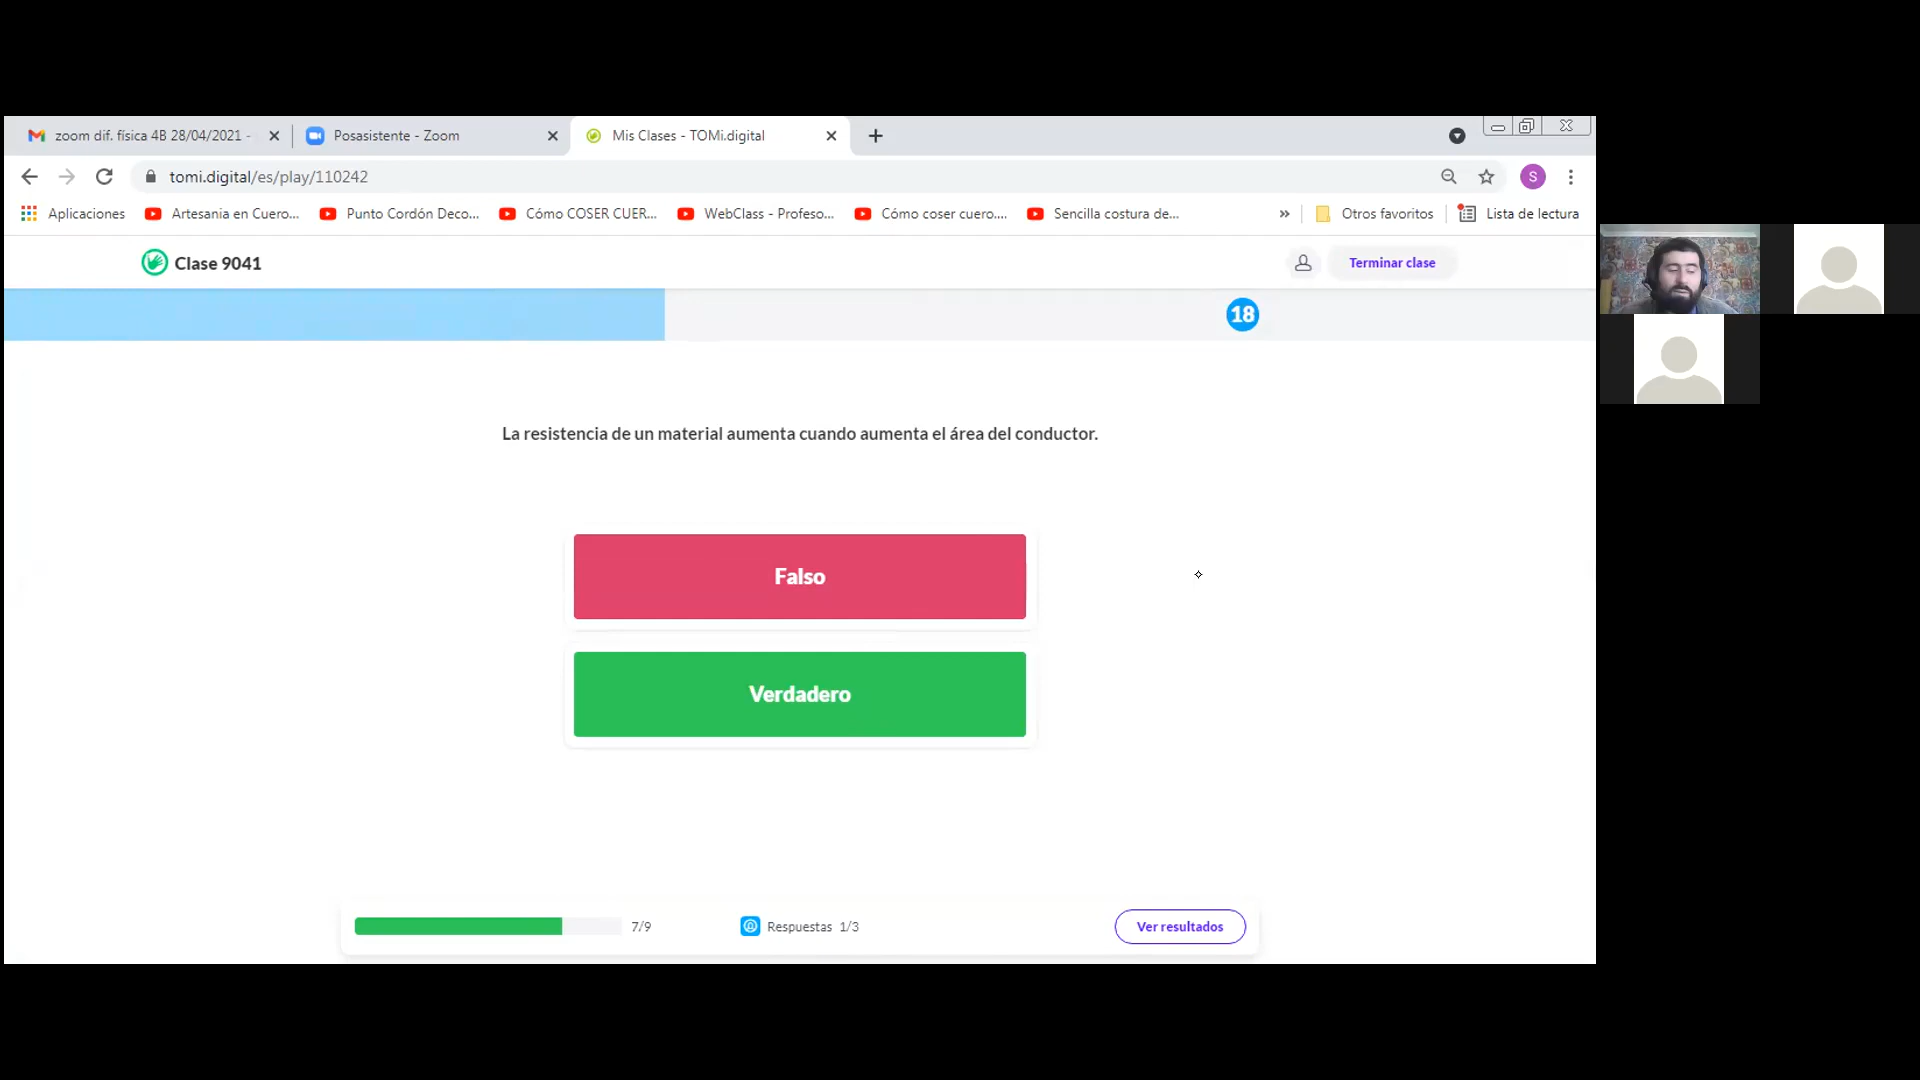 zoom dif. física 4B 28/04/2021 -
Posasistente - Zoom
Mis Clases - TOMi.digital
tomi.digital/es/play/110242
S
Aplicaciones
Artesania en Cuero...
Punto Cordón Deco...
Cómo COSER CUER...
WebClass - Profeso...
Cómo coser cuero....
Sencilla costura de...
»
Otros favoritos
Lista de lectura
Clase 9041
Terminar clase
18
La resistencia de un material aumenta cuando aumenta el área del conductor.
Falso
Verdadero
7/9
Respuestas 1/3
Ver resultados